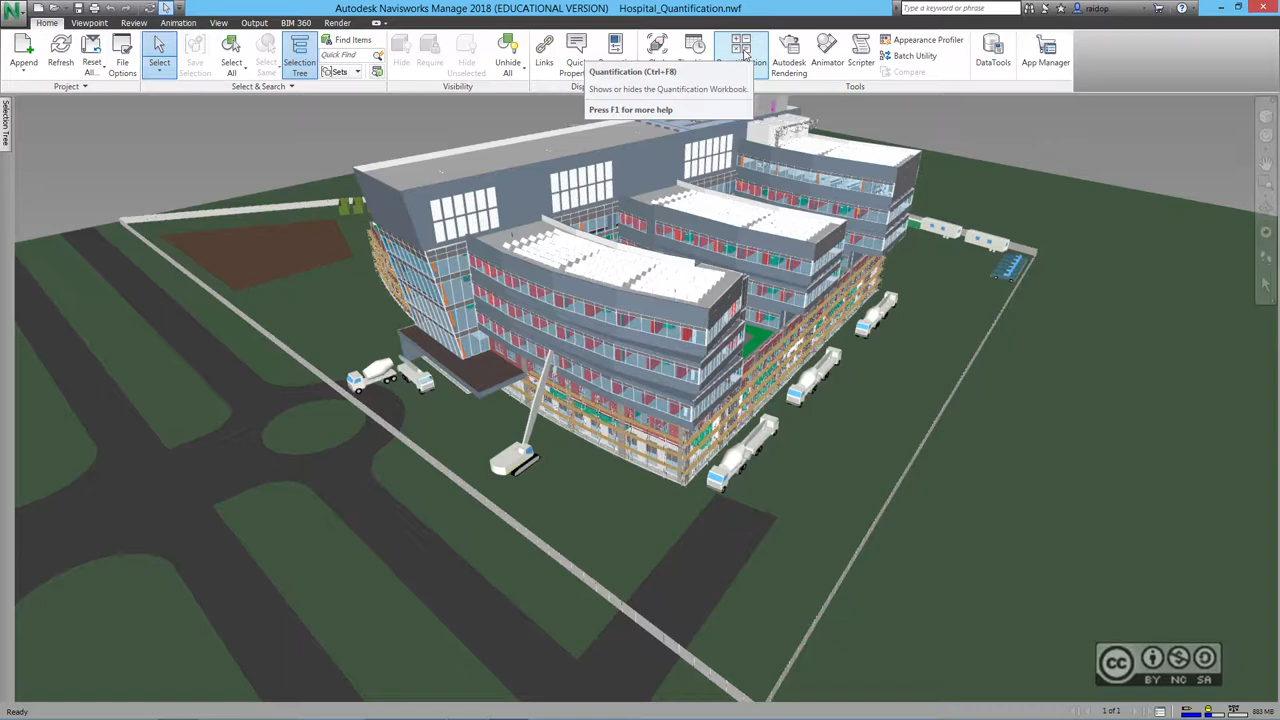 Autodesk Navisworks Manage 2018 (EDUCATIONAL VERSION) Hospital_Quantification.nwf
Type a keyword or phrase
raidop
Home Viewpoint Review Animation View Output BIM 360 Render
Append
Refresh
Reset All...
File Options
Select
Save Selection
Select All
Select Same
Selection Tree
Find Items
Quick Find
Sets
Hide
Require
Hide Unselected
Unhide All
Links
Quick
Autodesk Rendering
Animator
Scripter
Appearance Profiler
Batch Utility
Compare
DataTools
App Manager
Project
Select & Search
Visibility
Tools
Quantification (Ctrl+F8)
Shows or hides the Quantification Workbook.
Press F1 for more help
Selection Tree
CC
BY NC SA
Ready
1 of 1
883 MB